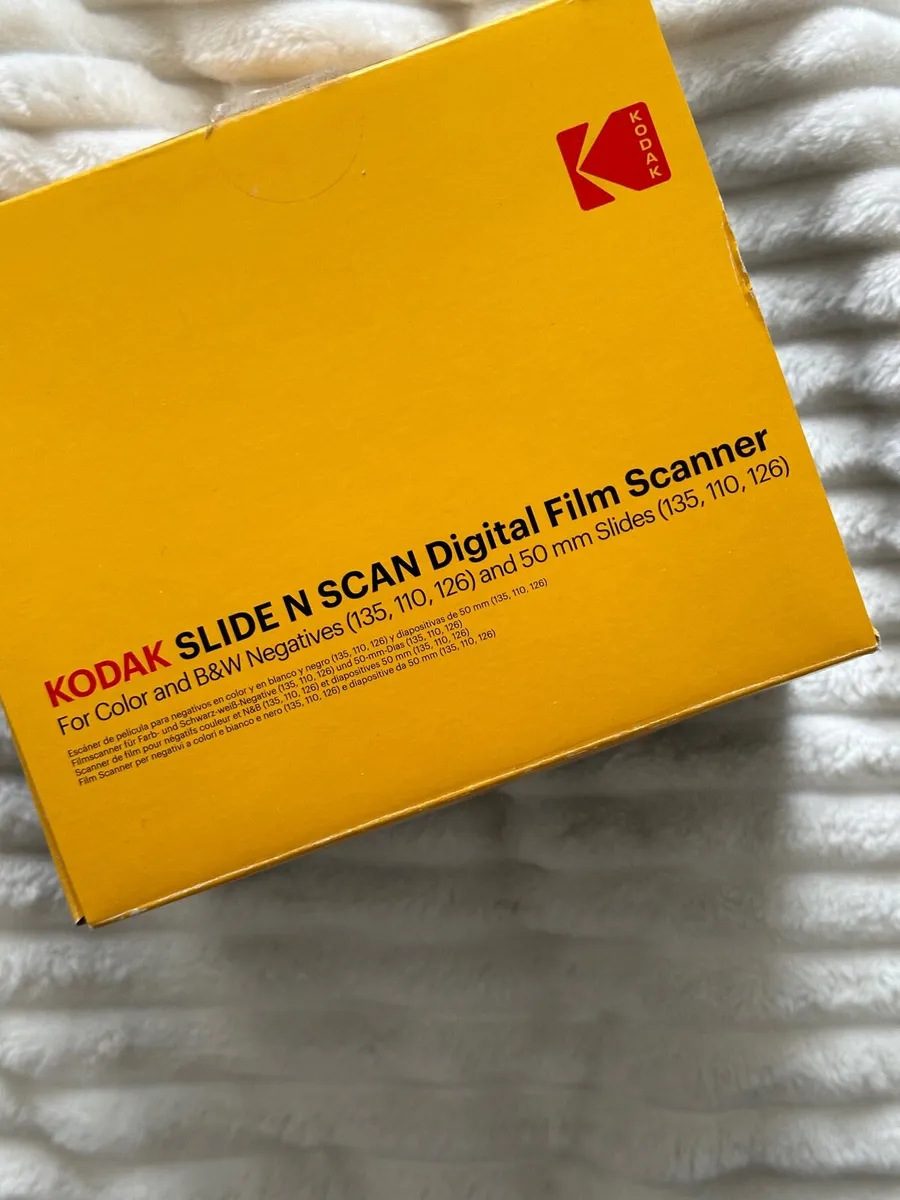 KODAK
KODAK SLIDE N SCAN Digital Film Scanner
For Color and B&W Negatives (135, 110, 126) and 50 mm Slides (135, 110, 126)
Escáner de película para negativos en color y en blanco y negro (135, 110, 126) y diapositivas de 50 mm (135, 110, 126)
Filmscanner für Farb- und Schwarz-weiß-Negative (135, 110, 126) und 50-mm-Dias (135, 110, 126)
Scanner de film pour négatifs couleur et N&B (135, 110, 126) et diapositives 50 mm (135, 110, 126)
Film Scanner per negativi a colori e bianco e nero (135, 110, 126) e diapositive da 50 mm (135, 110, 126)